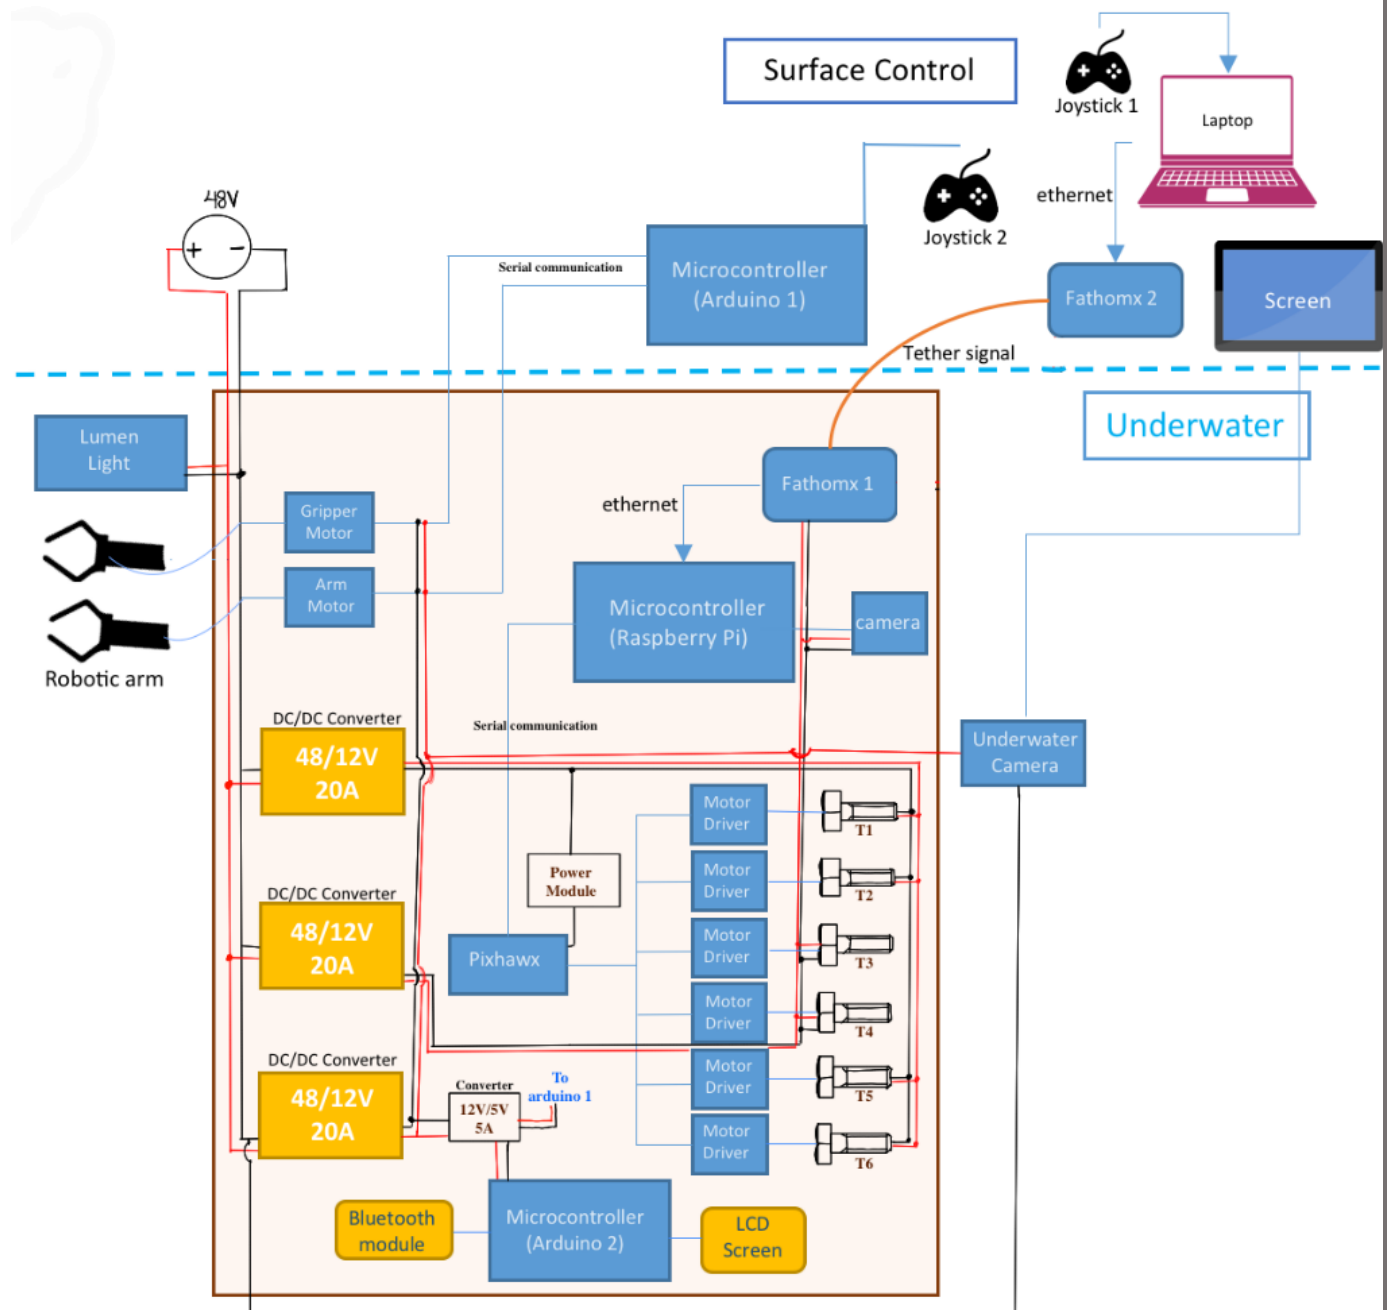 Surface Control
Joystick 1
Laptop
ethernet
Joystick 2
48V
+ −
Serial communication
Microcontroller
(Arduino 1)
Fathomx 2
Screen
Tether signal
Underwater
Lumen
Light
Gripper
Motor
Arm
Motor
Robotic arm
Fathomx 1
ethernet
Microcontroller
(Raspberry Pi)
camera
Serial communication
Underwater
Camera
DC/DC Converter
48/12V
20A
DC/DC Converter
48/12V
20A
DC/DC Converter
48/12V
20A
Power
Module
Pixhawx
Motor
Driver
T1
Motor
Driver
T2
Motor
Driver
T3
Motor
Driver
T4
Motor
Driver
T5
Motor
Driver
T6
Converter
12V/5V
5A
To
arduino 1
Bluetooth
module
Microcontroller
(Arduino 2)
LCD
Screen